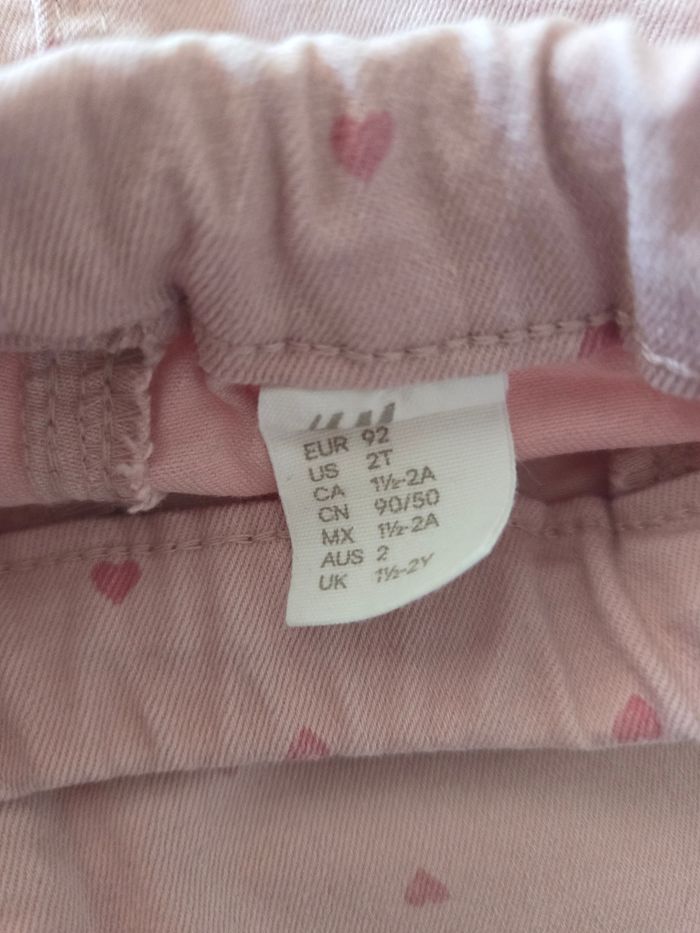 EUR 92
US 2T
CA 1½-2A
CN 90/50
MX 1½-2A
AUS 2
UK 1½-2Y